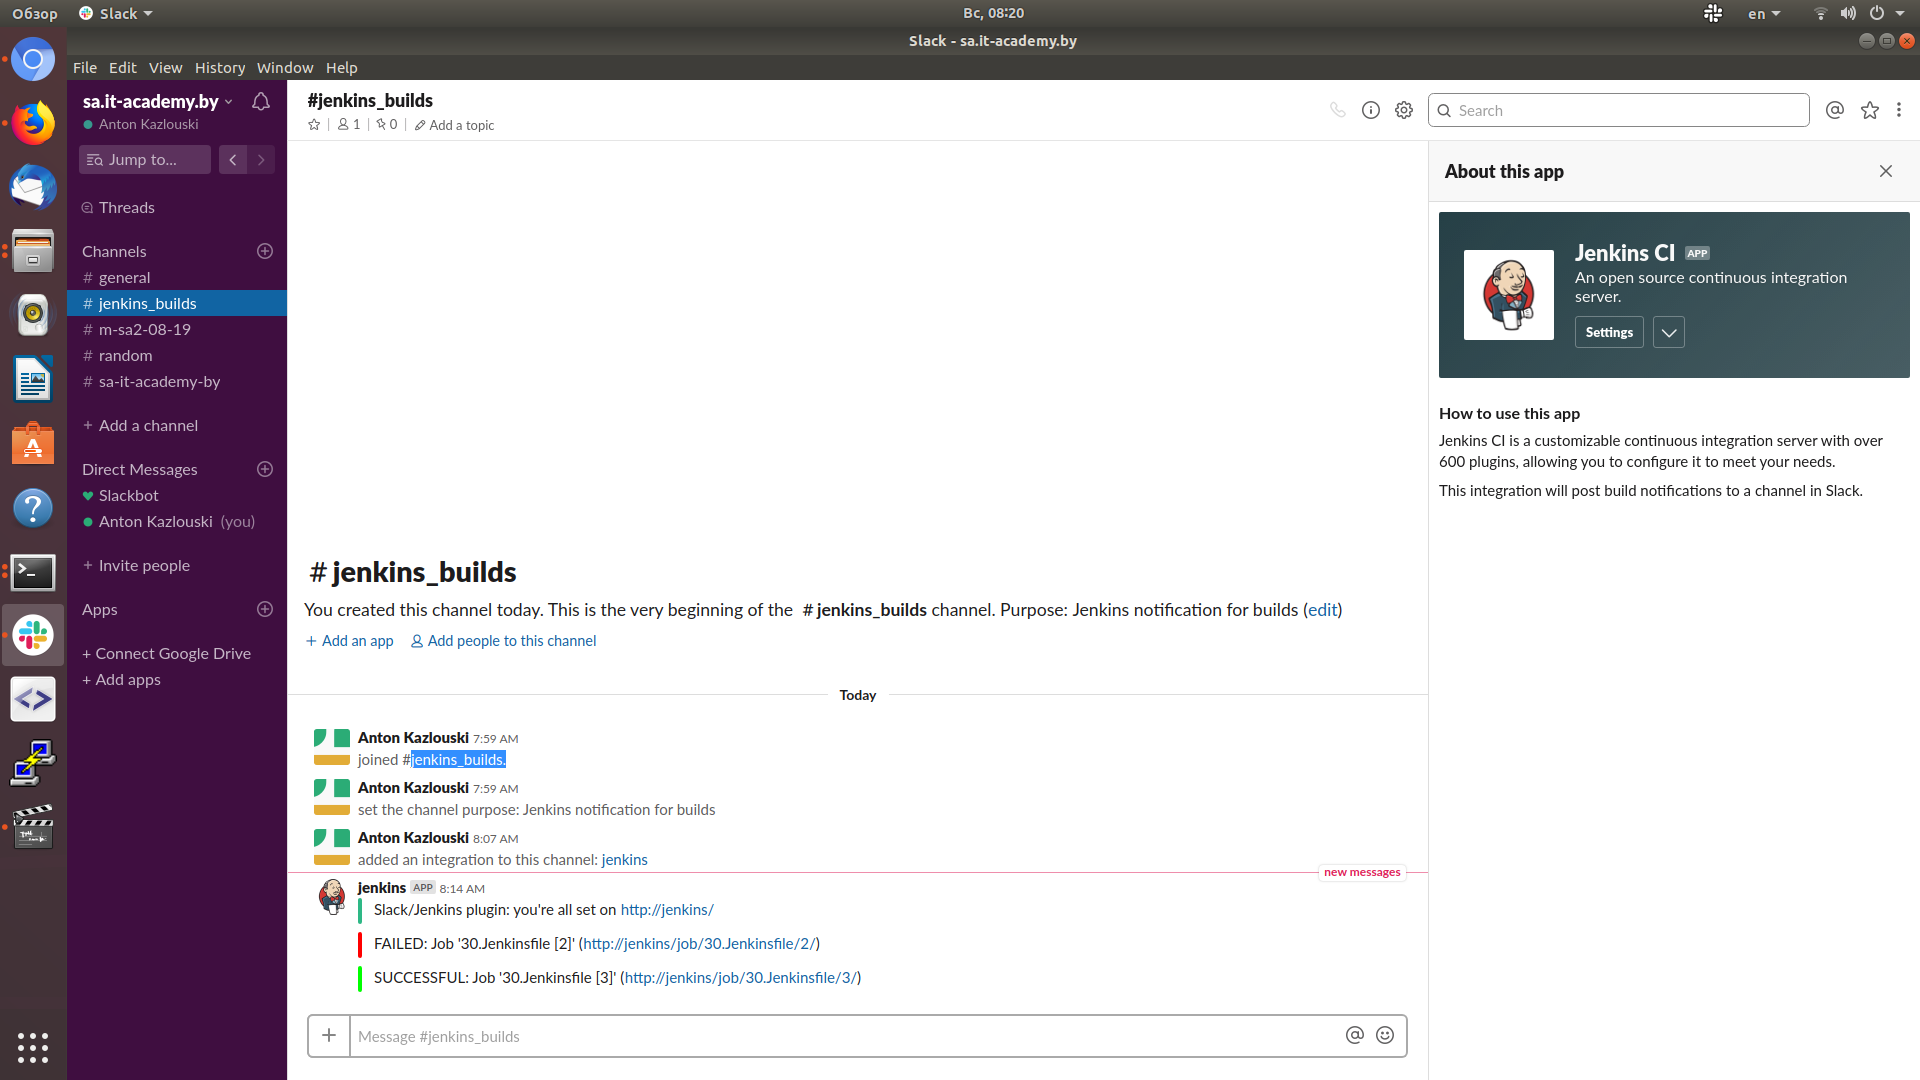 Обзор
Slack
Вс, 08:20
en
Slack - sa.it-academy.by
File Edit View History Window Help
sa.it-academy.by
Anton Kazlouski
Jump to...
Threads
Channels
# general
# jenkins_builds
# m-sa2-08-19
# random
# sa-it-academy-by
+ Add a channel
Direct Messages
Slackbot
Anton Kazlouski (you)
+ Invite people
Apps
+ Connect Google Drive
+ Add apps
#jenkins_builds
1
0
Add a topic
Search
# jenkins_builds
You created this channel today. This is the very beginning of the # jenkins_builds channel. Purpose: Jenkins notification for builds (edit)
+ Add an app
Add people to this channel
Today
Anton Kazlouski 7:59 AM
joined #jenkins_builds.
Anton Kazlouski 7:59 AM
set the channel purpose: Jenkins notification for builds
Anton Kazlouski 8:07 AM
added an integration to this channel: jenkins
new messages
jenkins APP 8:14 AM
Slack/Jenkins plugin: you're all set on http://jenkins/
FAILED: Job '30.Jenkinsfile [2]' (http://jenkins/job/30.Jenkinsfile/2/)
SUCCESSFUL: Job '30.Jenkinsfile [3]' (http://jenkins/job/30.Jenkinsfile/3/)
Message #jenkins_builds
About this app
Jenkins CI APP
An open source continuous integration
server.
Settings
How to use this app
Jenkins CI is a customizable continuous integration server with over
600 plugins, allowing you to configure it to meet your needs.
This integration will post build notifications to a channel in Slack.